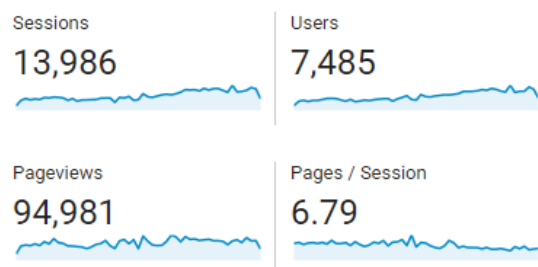 Sessions
13,986
Users
7,485
Pageviews
94,981
Pages / Session
6.79